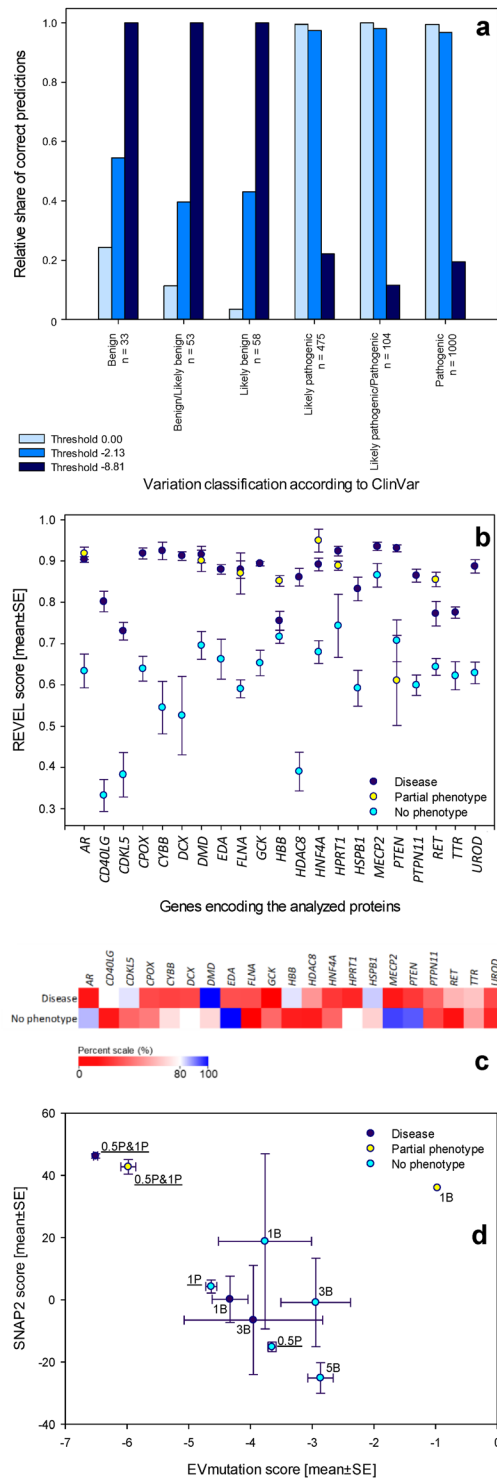 a
Relative share of correct predictions
1.0
0.8
0.6
0.4
0.2
0
Benign
n = 33
Benign/Likely benign
n = 53
Likely benign
n = 58
Likely pathogenic
n = 475
Likely pathogenic/Pathogenic
n = 104
Pathogenic
n = 1000
Threshold 0.00
Threshold -2.13
Threshold -8.81
Variation classification according to ClinVar
b
REVEL score [mean±SE]
1.0
0.9
0.8
0.7
0.6
0.5
0.4
0.3
Disease
Partial phenotype
No phenotype
AR
CD40LG
CDKL5
CPOX
CYBB
DCX
DMD
EDA
FLNA
GCK
HBB
HDAC8
HNF4A
HPRT1
HSPB1
MECP2
PTEN
PTPN11
RET
TTR
UROD
Genes encoding the analyzed proteins
AR
CD40LG
CDKL5
CPOX
CYBB
DCX
DMD
EDA
FLNA
GCK
HBB
HDAC8
HNF4A
HPRT1
HSPB1
MECP2
PTEN
PTPN11
RET
TTR
UROD
Disease
No phenotype
Percent scale (%)
0 80 100
c
d
SNAP2 score [mean±SE]
60
40
20
0
-20
-40
Disease
Partial phenotype
No phenotype
0.5P&1P
0.5P&1P
1B
1B
1P
1B
3B
3B
0.5P
5B
-7 -6 -5 -4 -3 -2 -1 0
EVmutation score [mean±SE]